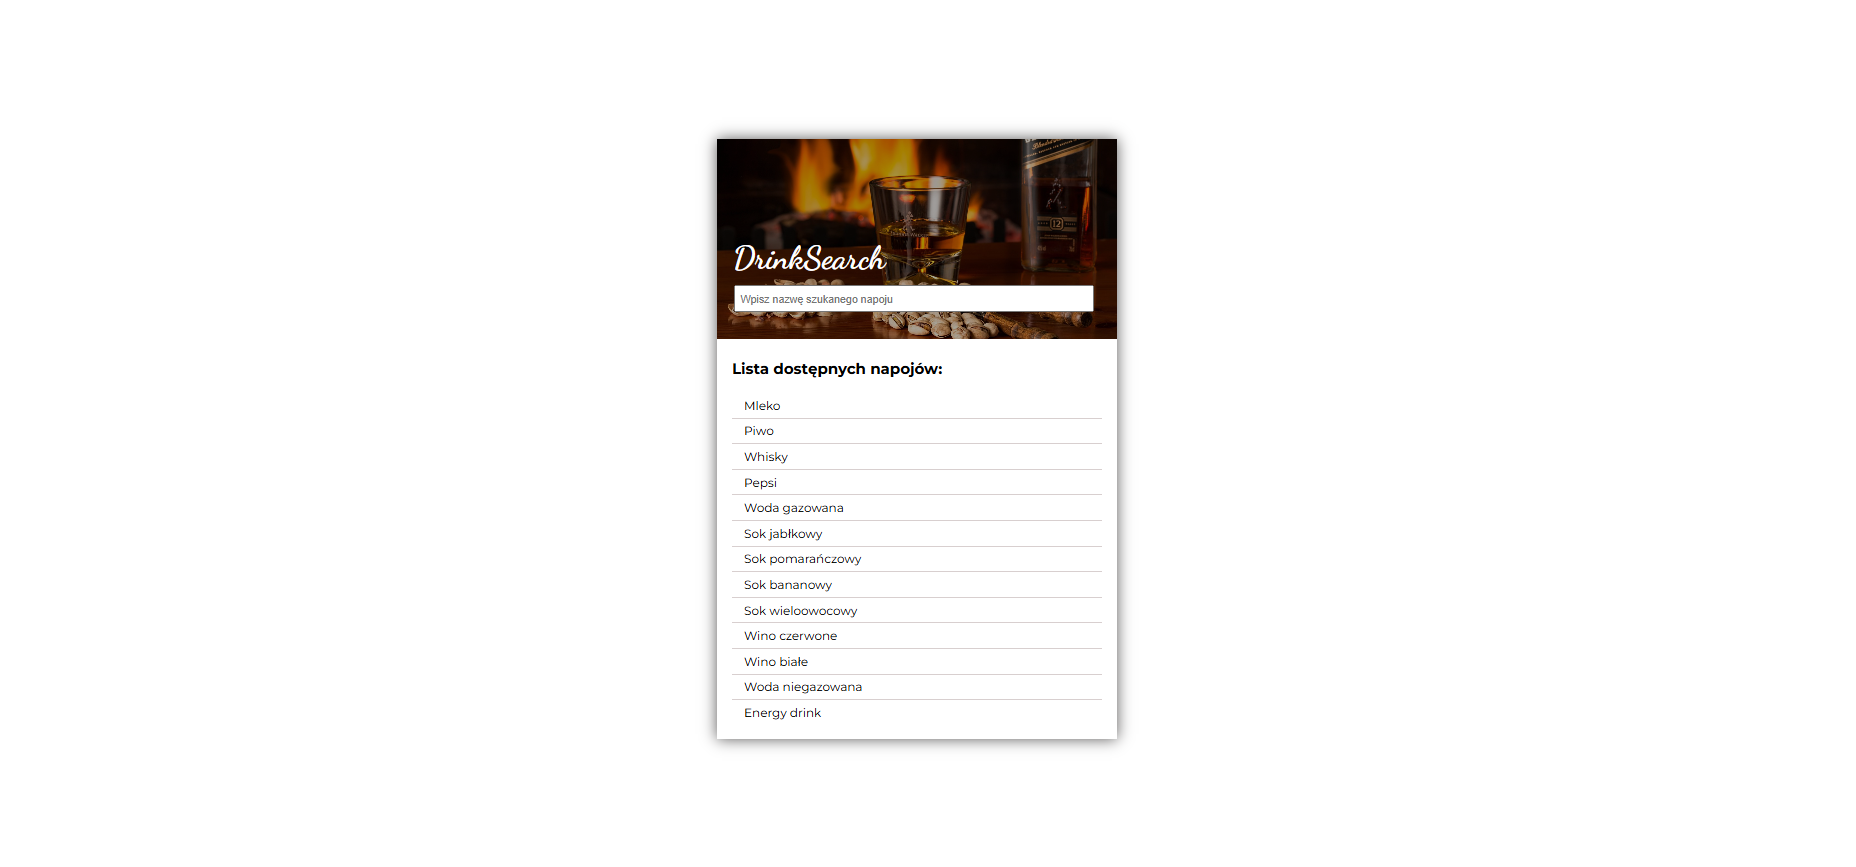 DrinkSearch
Wpisz nazwę szukanego napoju
Lista dostępnych napojów:
Mleko
Piwo
Whisky
Pepsi
Woda gazowana
Sok jabłkowy
Sok pomarańczowy
Sok bananowy
Sok wieloowocowy
Wino czerwone
Wino białe
Woda niegazowana
Energy drink